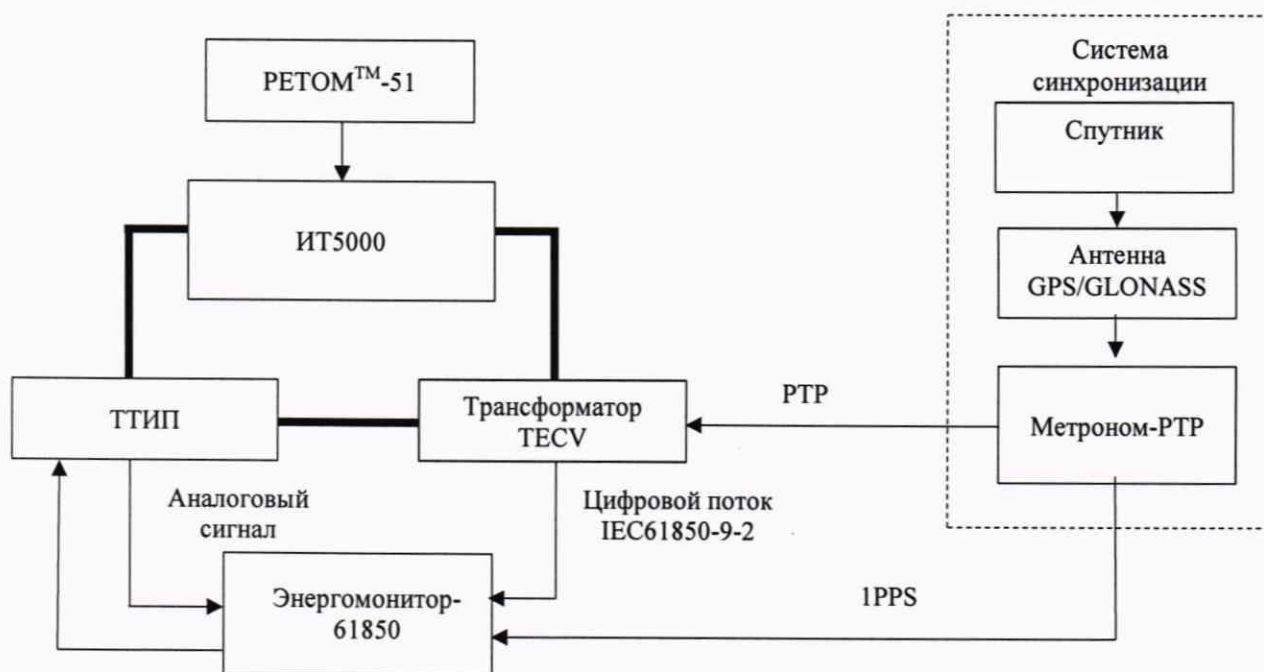 РЕТОМ™-51
ИТ5000
ТТИП
Трансформатор
TECV
Аналоговый
сигнал
Цифровой поток
IEC61850-9-2
Энергомонитор-
61850
PTP
1PPS
Система
синхронизации
Спутник
Антенна
GPS/GLONASS
Метроном-PTP